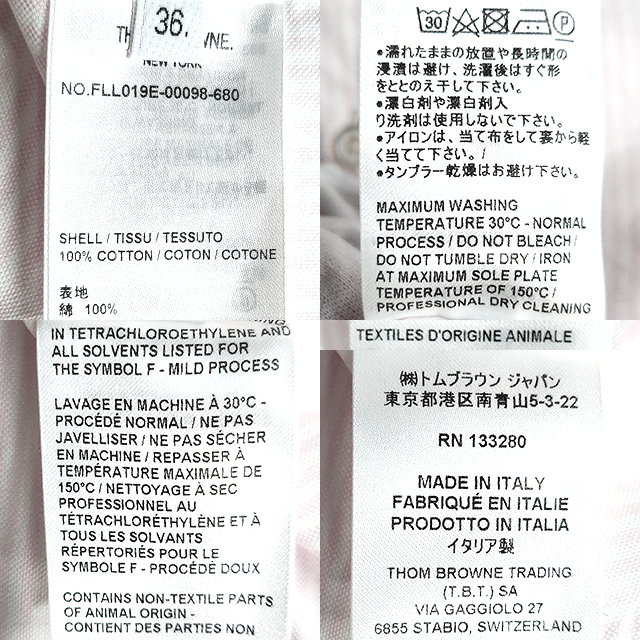 36.
NEW YORK
NO.FLL019E-00098-680
SHELL / TISSU / TESSUTO
100% COTTON / COTON / COTONE
表地
綿 100%
30
P
●濡れたままの放置や長時間の
浸漬は避け、洗濯後はすぐ形
をととのえ干して下さい。
●漂白剤や漂白剤入
り洗剤は使用しないで下さい。
●アイロンは、当て布をして裏から軽
く当てて下さい。/
●タンブラー乾燥はお避け下さい。
MAXIMUM WASHING
TEMPERATURE 30°C - NORMAL
PROCESS / DO NOT BLEACH /
DO NOT TUMBLE DRY / IRON
AT MAXIMUM SOLE PLATE
TEMPERATURE OF 150°C /
PROFESSIONAL DRY CLEANING
IN TETRACHLOROETHYLENE AND
ALL SOLVENTS LISTED FOR
THE SYMBOL F - MILD PROCESS
LAVAGE EN MACHINE À 30°C -
PROCÉDÉ NORMAL / NE PAS
JAVELLISER / NE PAS SÉCHER
EN MACHINE / REPASSER À
TEMPÉRATURE MAXIMALE DE
150°C / NETTOYAGE À SEC
PROFESSIONNEL AU
TÉTRACHLORÉTHYLÈNE ET À
TOUS LES SOLVANTS
RÉPERTORIÉS POUR LE
SYMBOLE F - PROCÉDÉ DOUX
CONTAINS NON-TEXTILE PARTS
OF ANIMAL ORIGIN -
CONTIENT DES PARTIES NON
TEXTILES D'ORIGINE ANIMALE
㈱トムブラウン ジャパン
東京都港区南青山5-3-22
RN 133280
MADE IN ITALY
FABRIQUÉ EN ITALIE
PRODOTTO IN ITALIA
イタリア製
THOM BROWNE TRADING
(T.B.T.) SA
VIA GAGGIOLO 27
6855 STABIO, SWITZERLAND